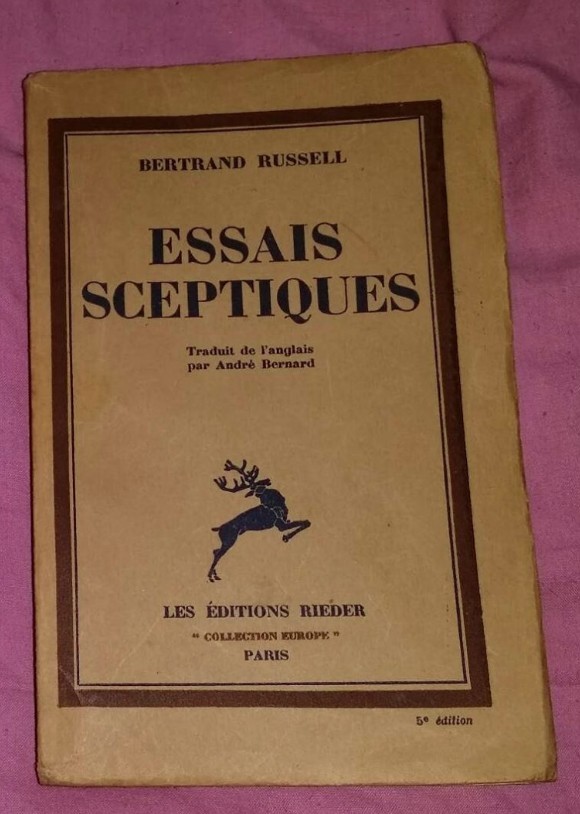 BERTRAND RUSSELL
ESSAIS
SCEPTIQUES
Traduit de l'anglais
par André Bernard
LES ÉDITIONS RIEDER
" COLLECTION EUROPE "
PARIS
5e édition